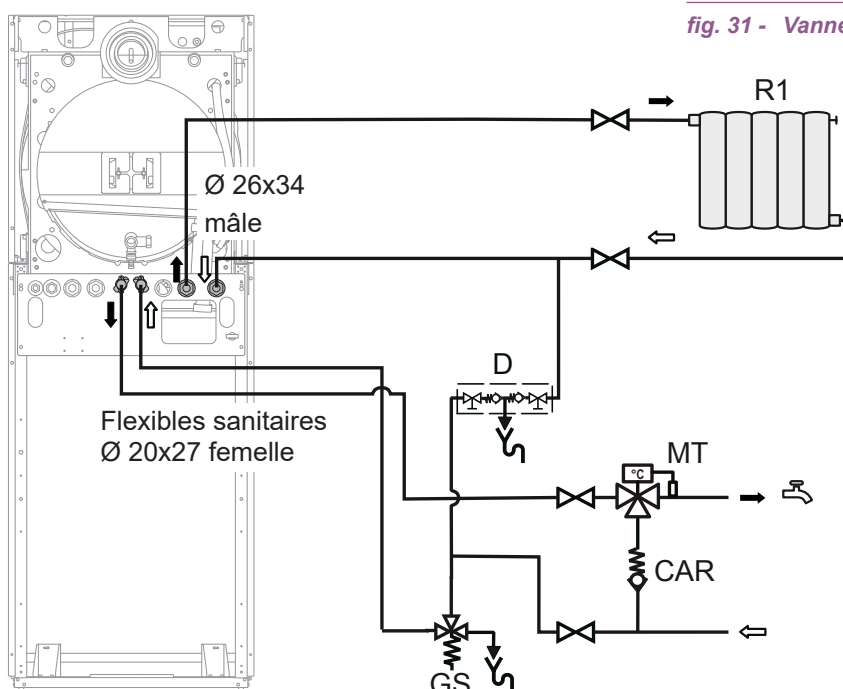 fig. 31 - Vanne
R1
Ø 26x34
mâle
D
Flexibles sanitaires
Ø 20x27 femelle
MT
°C
CAR
GS